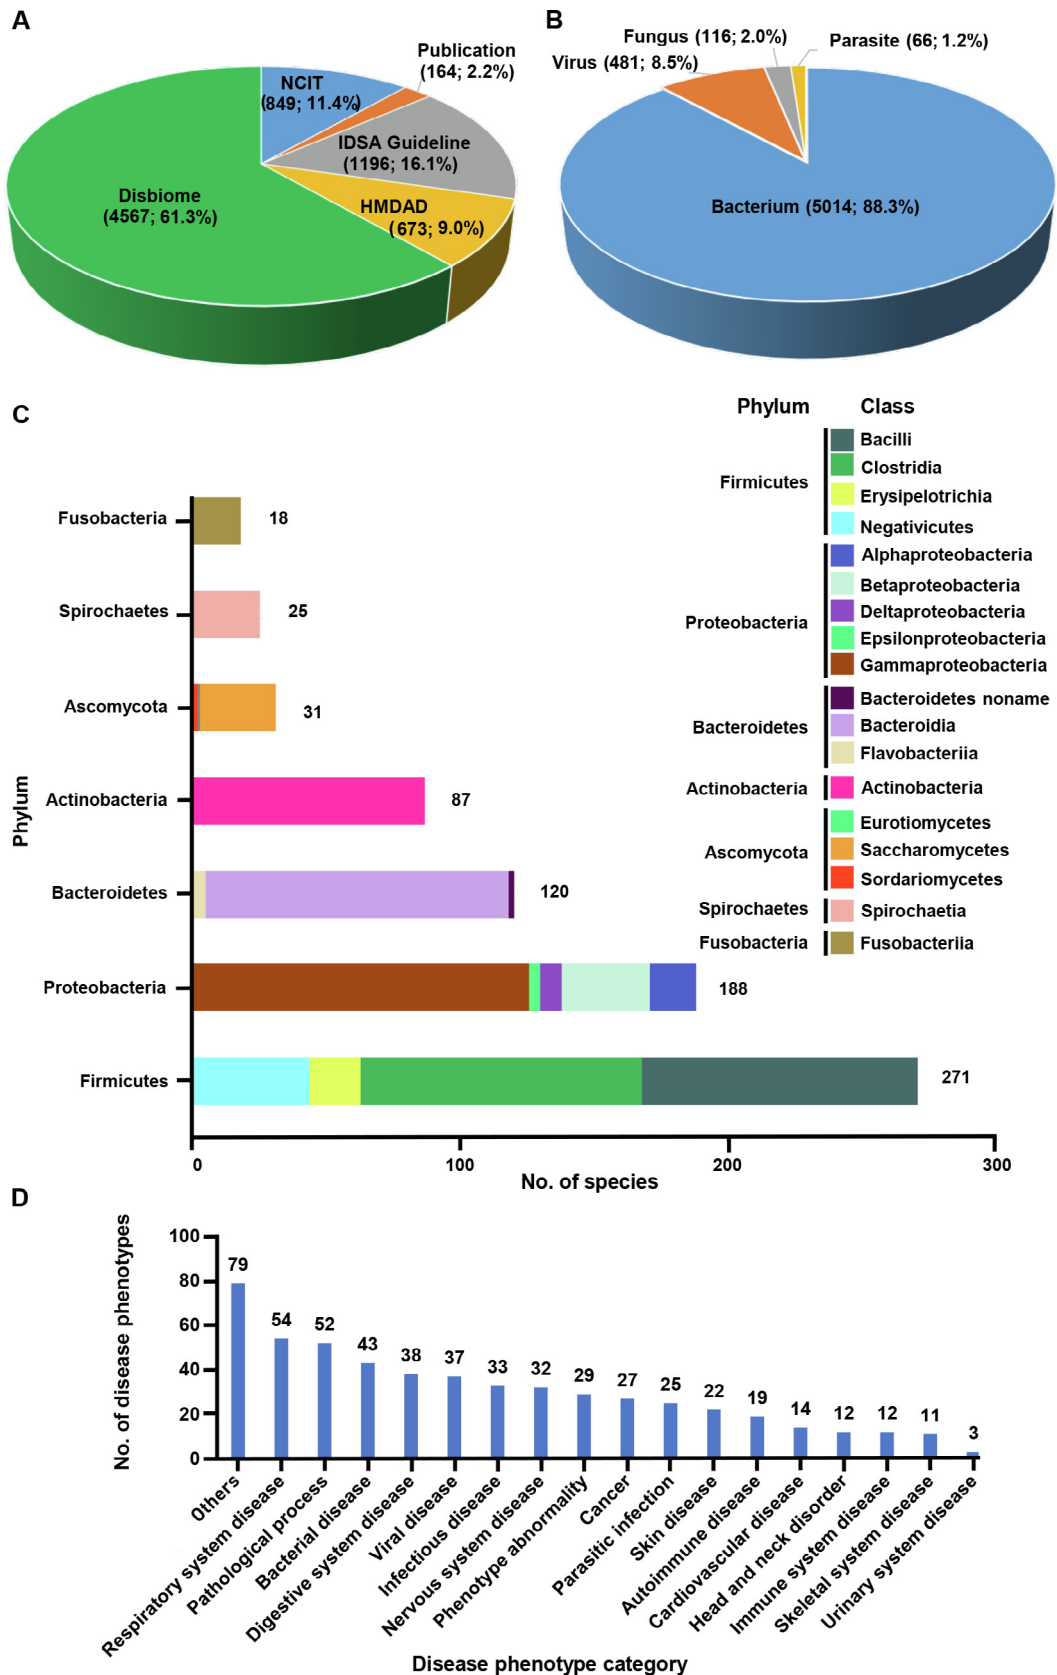 A
NCIT
(849; 11.4%)
Publication
(164; 2.2%)
IDSA Guideline
(1196; 16.1%)
HMDAD
(673; 9.0%)
Disbiome
(4567; 61.3%)
B
Fungus (116; 2.0%)
Parasite (66; 1.2%)
Virus (481; 8.5%)
Bacterium (5014; 88.3%)
C
Phylum
Class
Firmicutes
Bacilli
Clostridia
Erysipelotrichia
Negativicutes
Proteobacteria
Alphaproteobacteria
Betaproteobacteria
Deltaproteobacteria
Epsilonproteobacteria
Gammaproteobacteria
Bacteroidetes
Bacteroidetes noname
Bacteroidia
Flavobacteriia
Actinobacteria
Actinobacteria
Ascomycota
Eurotiomycetes
Saccharomycetes
Sordariomycetes
Spirochaetes
Spirochaetia
Fusobacteria
Fusobacteriia
Phylum
Fusobacteria
18
Spirochaetes
25
Ascomycota
31
Actinobacteria
87
Bacteroidetes
120
Proteobacteria
188
Firmicutes
271
0
100
200
300
No. of species
D
No. of disease phenotypes
100
80
60
40
20
0
79
54
52
43
38
37
33
32
29
27
25
22
19
14
12
12
11
3
Others
Respiratory system disease
Pathological process
Bacterial disease
Digestive system disease
Viral disease
Infectious disease
Nervous system disease
Phenotype abnormality
Cancer
Parasitic infection
Skin disease
Autoimmune disease
Cardiovascular disease
Head and neck disorder
Immune system disease
Skeletal system disease
Urinary system disease
Disease phenotype category